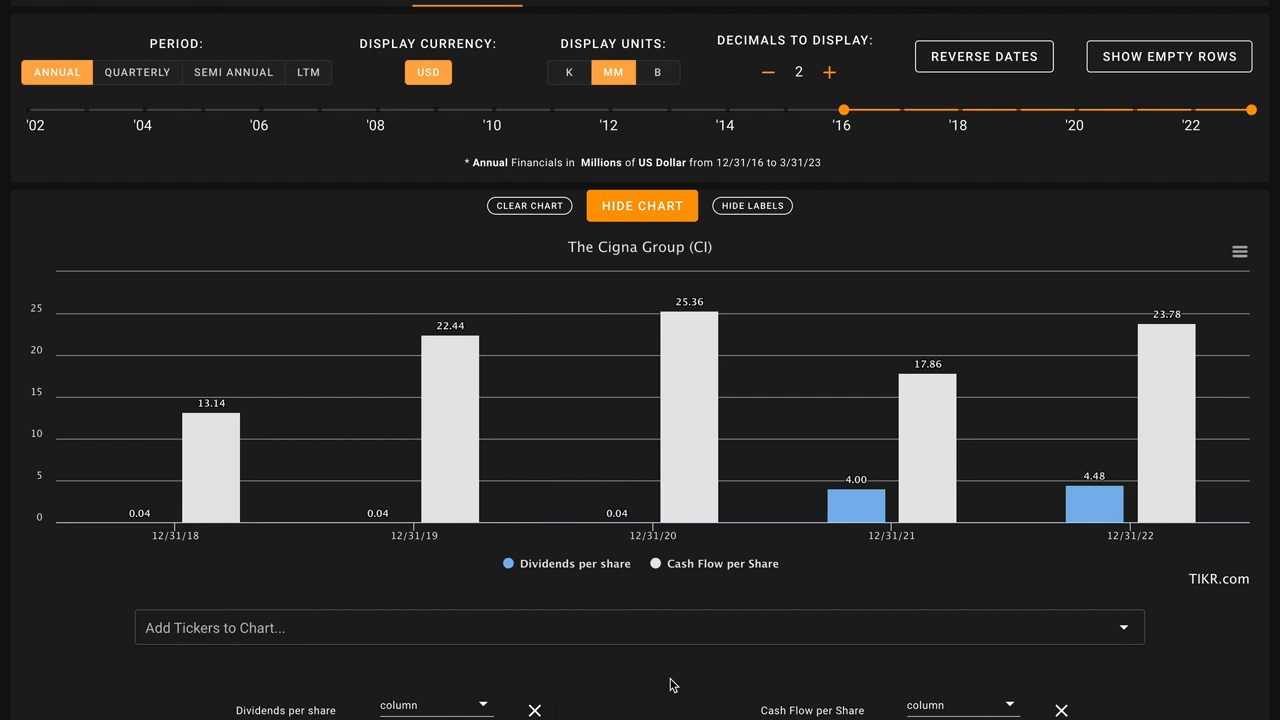 PERIOD:
DISPLAY CURRENCY:
DISPLAY UNITS:
DECIMALS TO DISPLAY:
ANNUAL QUARTERLY SEMI ANNUAL LTM
USD
K MM B
2
REVERSE DATES
SHOW EMPTY ROWS
'02 '04 '06 '08 '10 '12 '14 '16 '18 '20 '22
* Annual Financials in Millions of US Dollar from 12/31/16 to 3/31/23
CLEAR CHART
HIDE CHART
HIDE LABELS
The Cigna Group (CI)
25
20
15
10
5
0
0.04 13.14
0.04 22.44
0.04 25.36
4.00 17.86
4.48 23.78
12/31/18 12/31/19 12/31/20 12/31/21 12/31/22
Dividends per share Cash Flow per Share
TIKR.com
Add Tickers to Chart...
Dividends per share column
Cash Flow per Share column